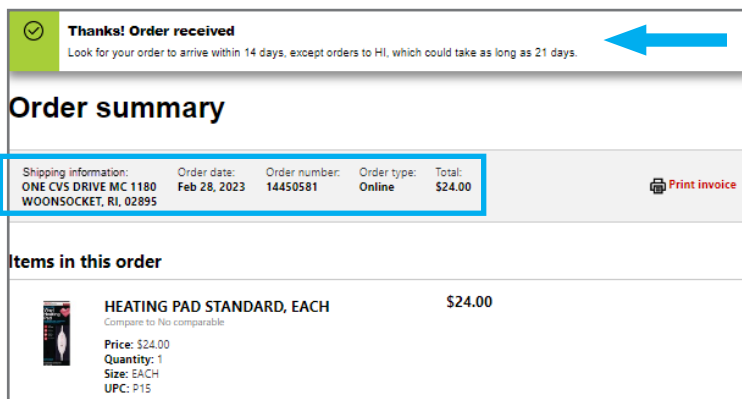 Thanks! Order received
Look for your order to arrive within 14 days, except orders to HI, which could take as long as 21 days.
Order summary
Shipping information: Order date: Order number: Order type: Total:
ONE CVS DRIVE MC 1180 Feb 28, 2023 14450581 Online $24.00
WOONSOCKET, RI, 02895
Print invoice
Items in this order
HEATING PAD STANDARD, EACH $24.00
Compare to No comparable
Price: $24.00
Quantity: 1
Size: EACH
UPC: P15